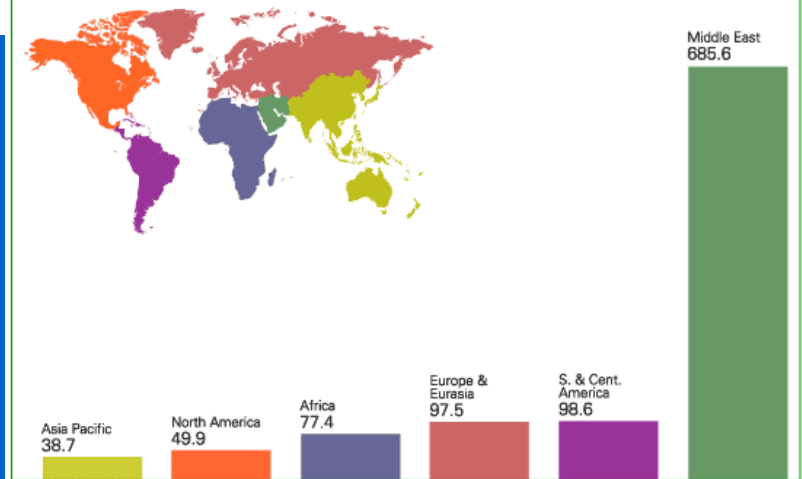 Middle East
685.6
Europe &
Eurasia
97.5
S. & Cent.
America
98.6
Africa
77.4
North America
49.9
Asia Pacific
38.7